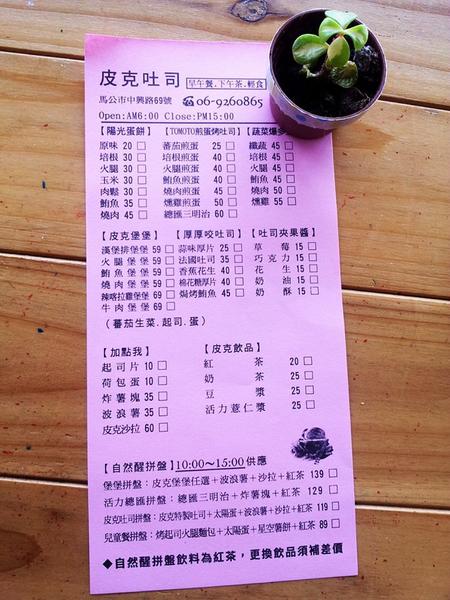 皮克吐司 早午餐.下午茶.輕食
馬公市中興路69號 ☎06-9260865
Open:AM6:00 Close:PM15:00
【陽光蛋餅】 【TOMOTO煎蛋烤吐司】 【蔬菜爆多
原味 20 □ 蕃茄煎蛋 25 □ 纖蔬 45 □
培根 30 □ 培根煎蛋 40 □ 培根 45 □
火腿 30 □ 火腿煎蛋 40 □ 火腿 45 □
玉米 30 □ 鮪魚煎蛋 40 □ 鮪魚 45 □
肉鬆 30 □ 燒肉煎蛋 45 □ 燒肉 50 □
鮪魚 35 □ 燻雞煎蛋 50 □ 燻雞 55 □
燒肉 45 □ 總匯三明治 60 □
【皮克堡堡】 【厚厚咬吐司】 【吐司夾果醬】
漢堡排堡堡 59 □ 蒜味厚片 25 □ 草莓 15 □
火腿堡堡 59 □ 法國吐司 35 □ 巧克力 15 □
鮪魚堡堡 59 □ 香蕉花生 40 □ 花生 15 □
燒肉堡堡 59 □ 棉花糖厚片 40 □ 奶油 15 □
辣喀拉雞堡堡 69 □ 焗烤鮪魚 45 □ 奶酥 15 □
牛肉堡堡 69 □
(蕃茄生菜.起司.蛋)
【加點我】 【皮克飲品】
起司片 10 □ 紅茶 20 □
荷包蛋 10 □ 奶茶 25 □
炸薯塊 35 □ 豆漿 25 □
波浪薯 35 □ 活力薏仁漿 25 □
皮克沙拉 60 □
【自然醒拼盤】 10:00～15:00 供應
堡堡拼盤：皮克堡堡任選＋波浪薯＋沙拉＋紅茶 139 □
活力總匯拼盤：總匯三明治＋炸薯塊＋紅茶 129 □
皮克吐司拼盤：皮克特製吐司＋太陽蛋＋波浪薯＋沙拉＋紅茶 119 □
兒童餐拼盤：烤起司火腿麵包＋太陽蛋＋星空薯餅＋紅茶 89 □
◆自然醒拼盤飲料為紅茶，更換飲品須補差價